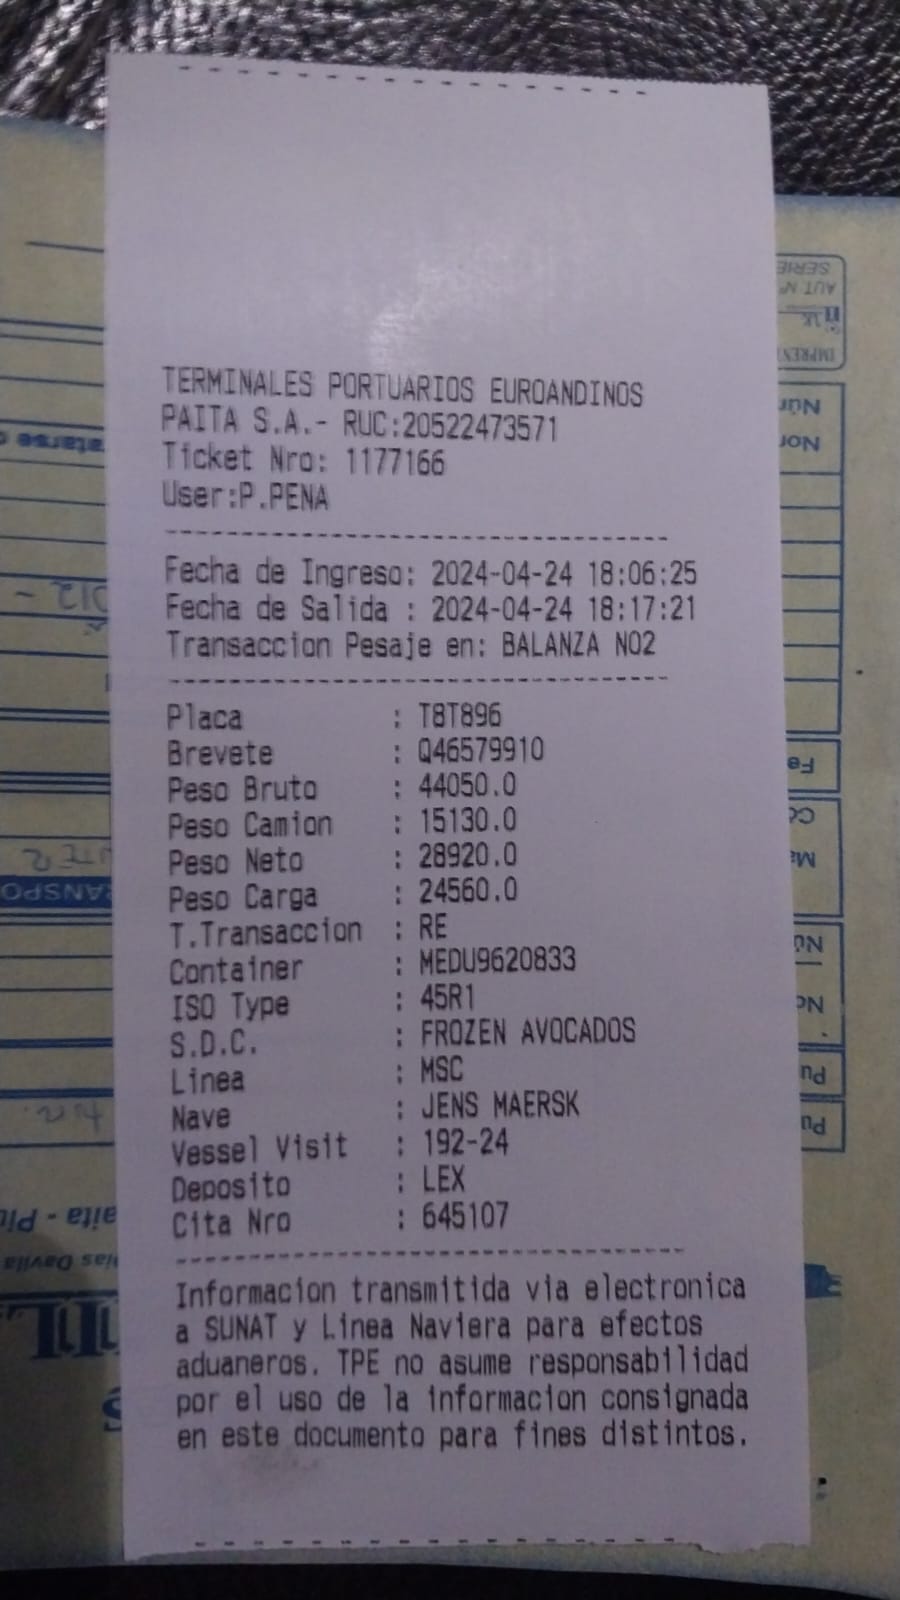 TERMINALES PORTUARIOS EUROANDINOS
PAITA S.A.- RUC:20522473571
Ticket Nro: 1177166
User:P.PENA
--------------------------------
Fecha de Ingreso: 2024-04-24 18:06:25
Fecha de Salida : 2024-04-24 18:17:21
Transaccion Pesaje en: BALANZA NO2
--------------------------------
Placa : T8T896
Brevete : Q46579910
Peso Bruto : 44050.0
Peso Camion : 15130.0
Peso Neto : 28920.0
Peso Carga : 24560.0
T.Transaccion : RE
Container : MEDU9620833
ISO Type : 45R1
S.D.C. : FROZEN AVOCADOS
Linea : MSC
Nave : JENS MAERSK
Vessel Visit : 192-24
Deposito : LEX
Cita Nro : 645107
--------------------------------
Informacion transmitida via electronica
a SUNAT y Linea Naviera para efectos
aduaneros. TPE no asume responsabilidad
por el uso de la informacion consignada
en este documento para fines distintos.
SERIE
AUT Nº